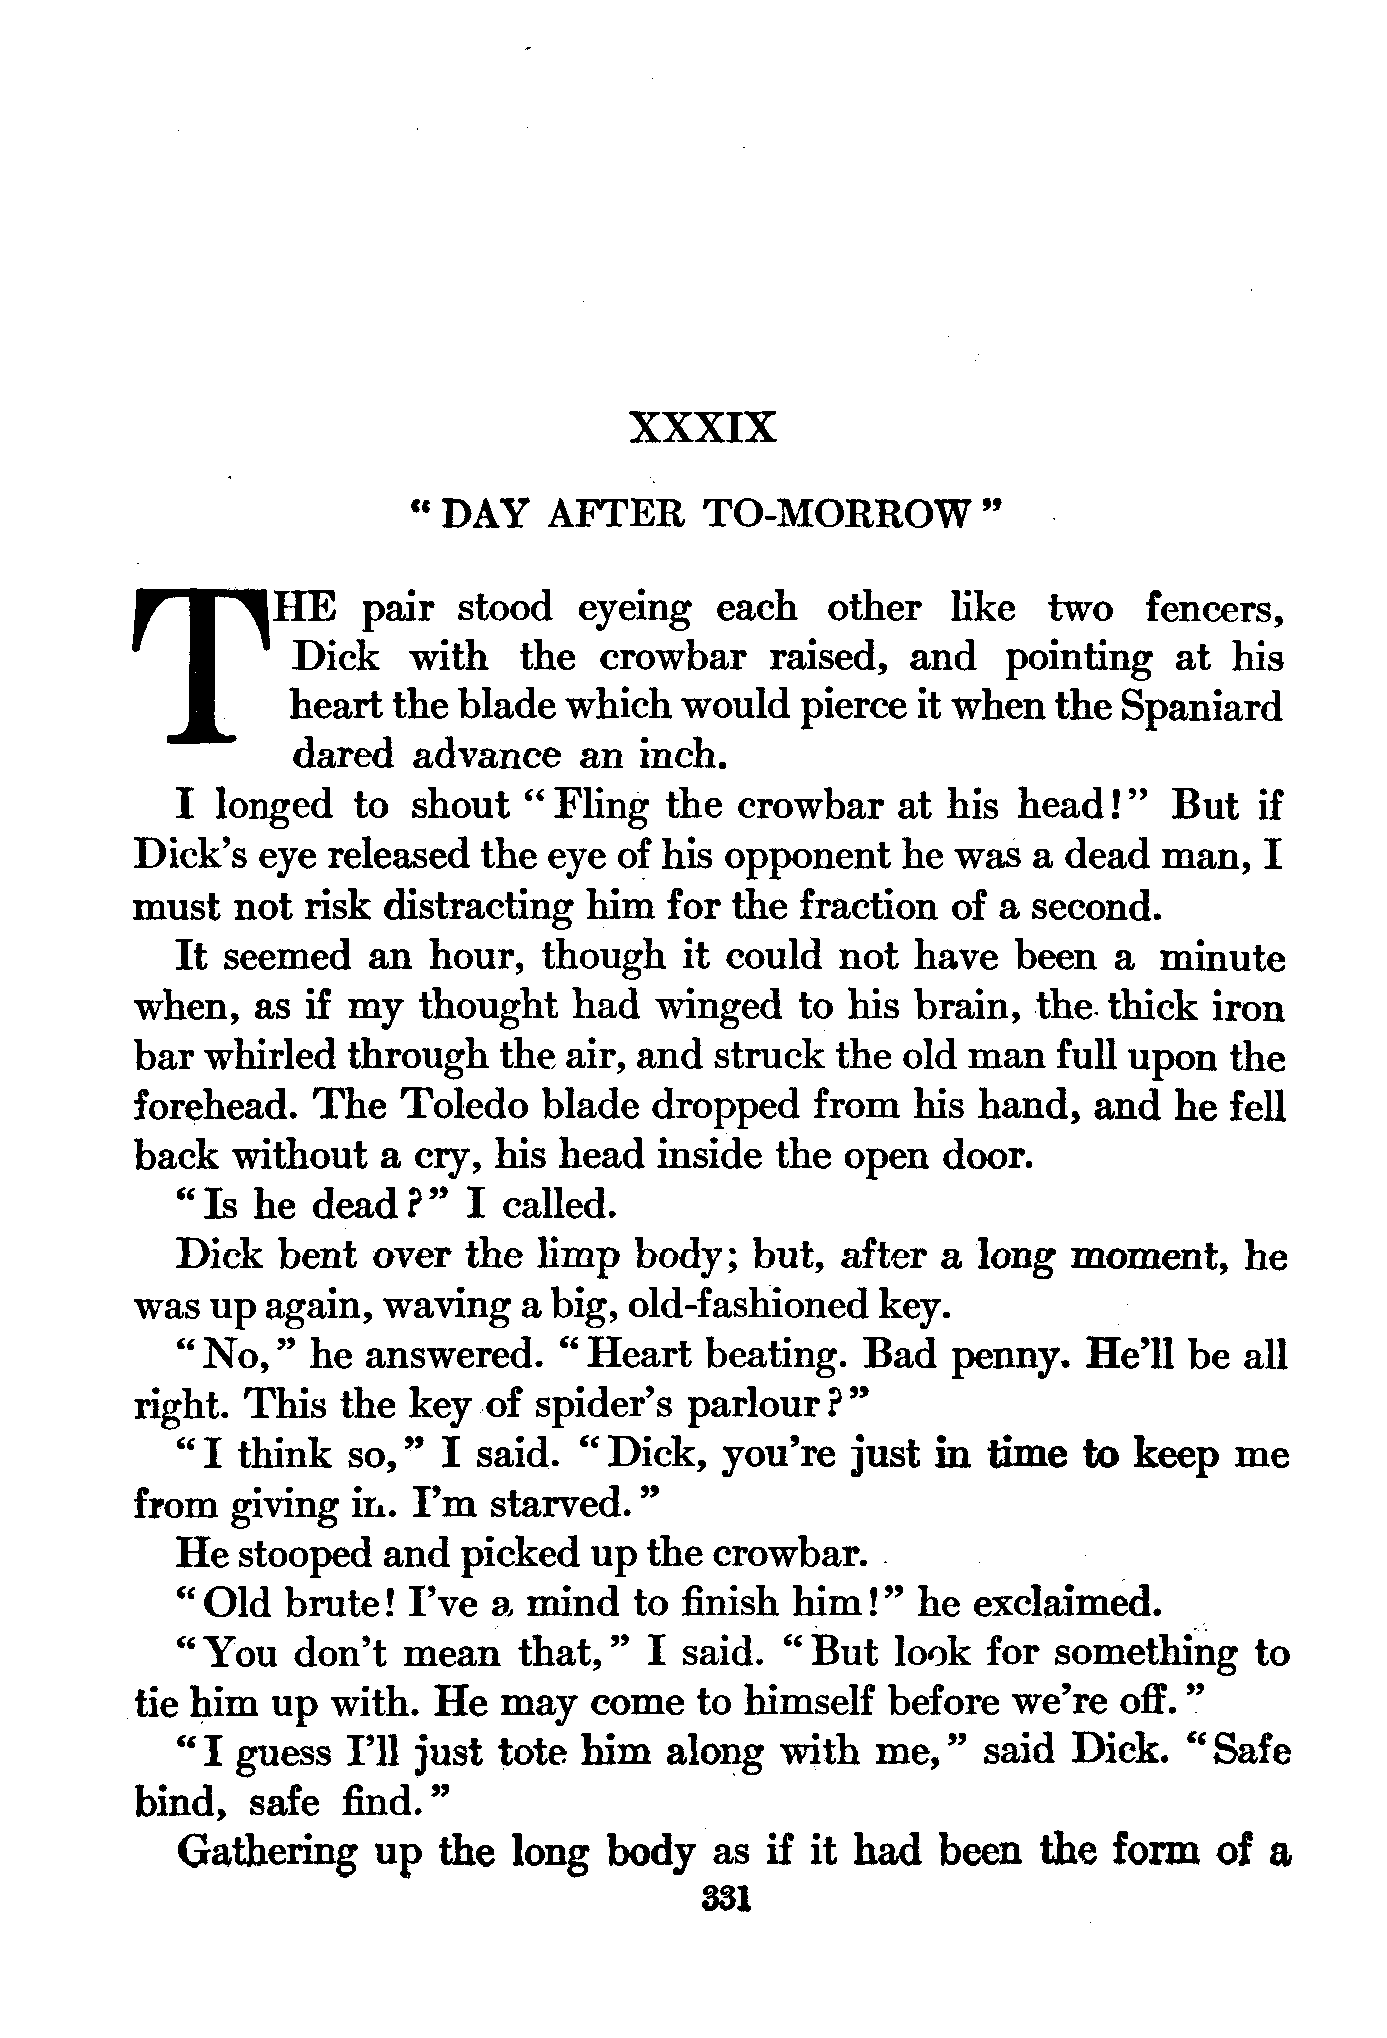 XXXIX
“DAY AFTER TO-MORROW”
THE pair stood eyeing each other like two fencers,
Dick with the crowbar raised, and pointing at his
heart the blade which would pierce it when the Spaniard
dared advance an inch.
I longed to shout “Fling the crowbar at his head!” But if
Dick’s eye released the eye of his opponent he was a dead man, I
must not risk distracting him for the fraction of a second.
It seemed an hour, though it could not have been a minute
when, as if my thought had winged to his brain, the thick iron
bar whirled through the air, and struck the old man full upon the
forehead. The Toledo blade dropped from his hand, and he fell
back without a cry, his head inside the open door.
“Is he dead?” I called.
Dick bent over the limp body; but, after a long moment, he
was up again, waving a big, old-fashioned key.
“No,” he answered. “Heart beating. Bad penny. He’ll be all
right. This the key of spider’s parlour?”
“I think so,” I said. “Dick, you’re just in time to keep me
from giving in. I’m starved.”
He stooped and picked up the crowbar.
“Old brute! I’ve a mind to finish him!” he exclaimed.
“You don’t mean that,” I said. “But look for something to
tie him up with. He may come to himself before we’re off.”
“I guess I’ll just tote him along with me,” said Dick. “Safe
bind, safe find.”
Gathering up the long body as if it had been the form of a
331